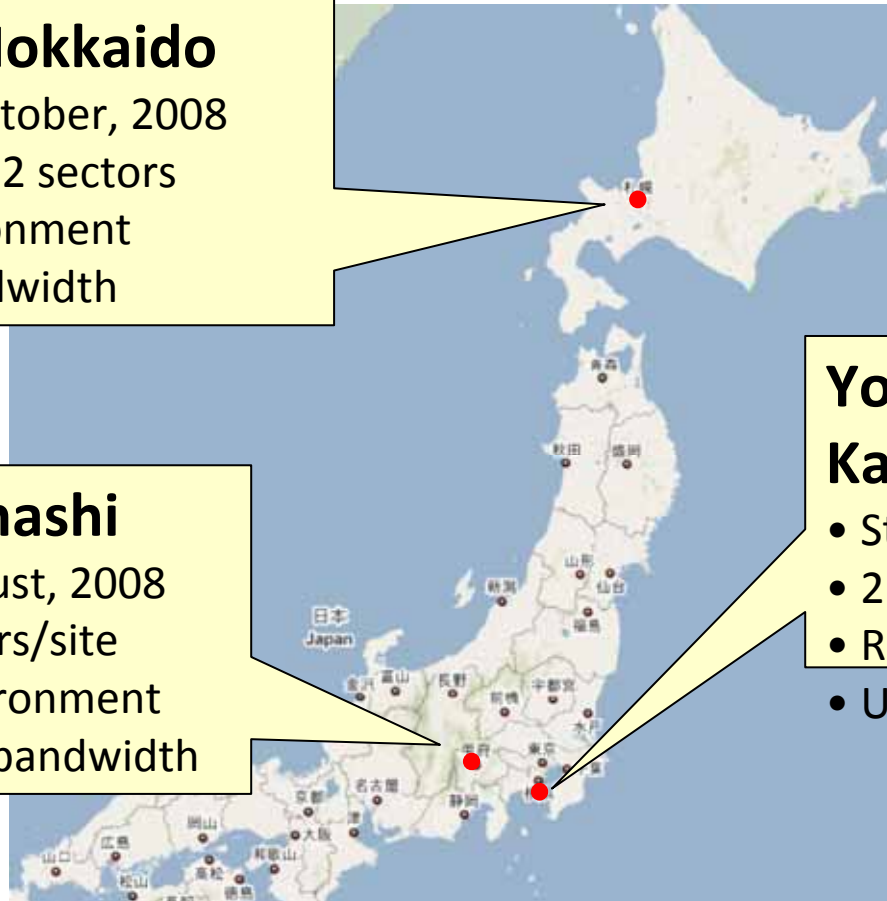 lokkaido
tober, 2008
2 sectors
onment
lwidth
札幌
青森
秋田
盛岡
Yo
Ka
• St
• 2
• R
• U
nashi
ust, 2008
rs/site
ronment
bandwidth
山形
仙台
新潟
福島
日本
Japan
金沢
富山
長野
前橋
宇都宮
水戸
甲府
東京
千葉
名古屋
静岡
京都
津
岡山
大阪
広島
山口
高松
和歌山
松山
徳島